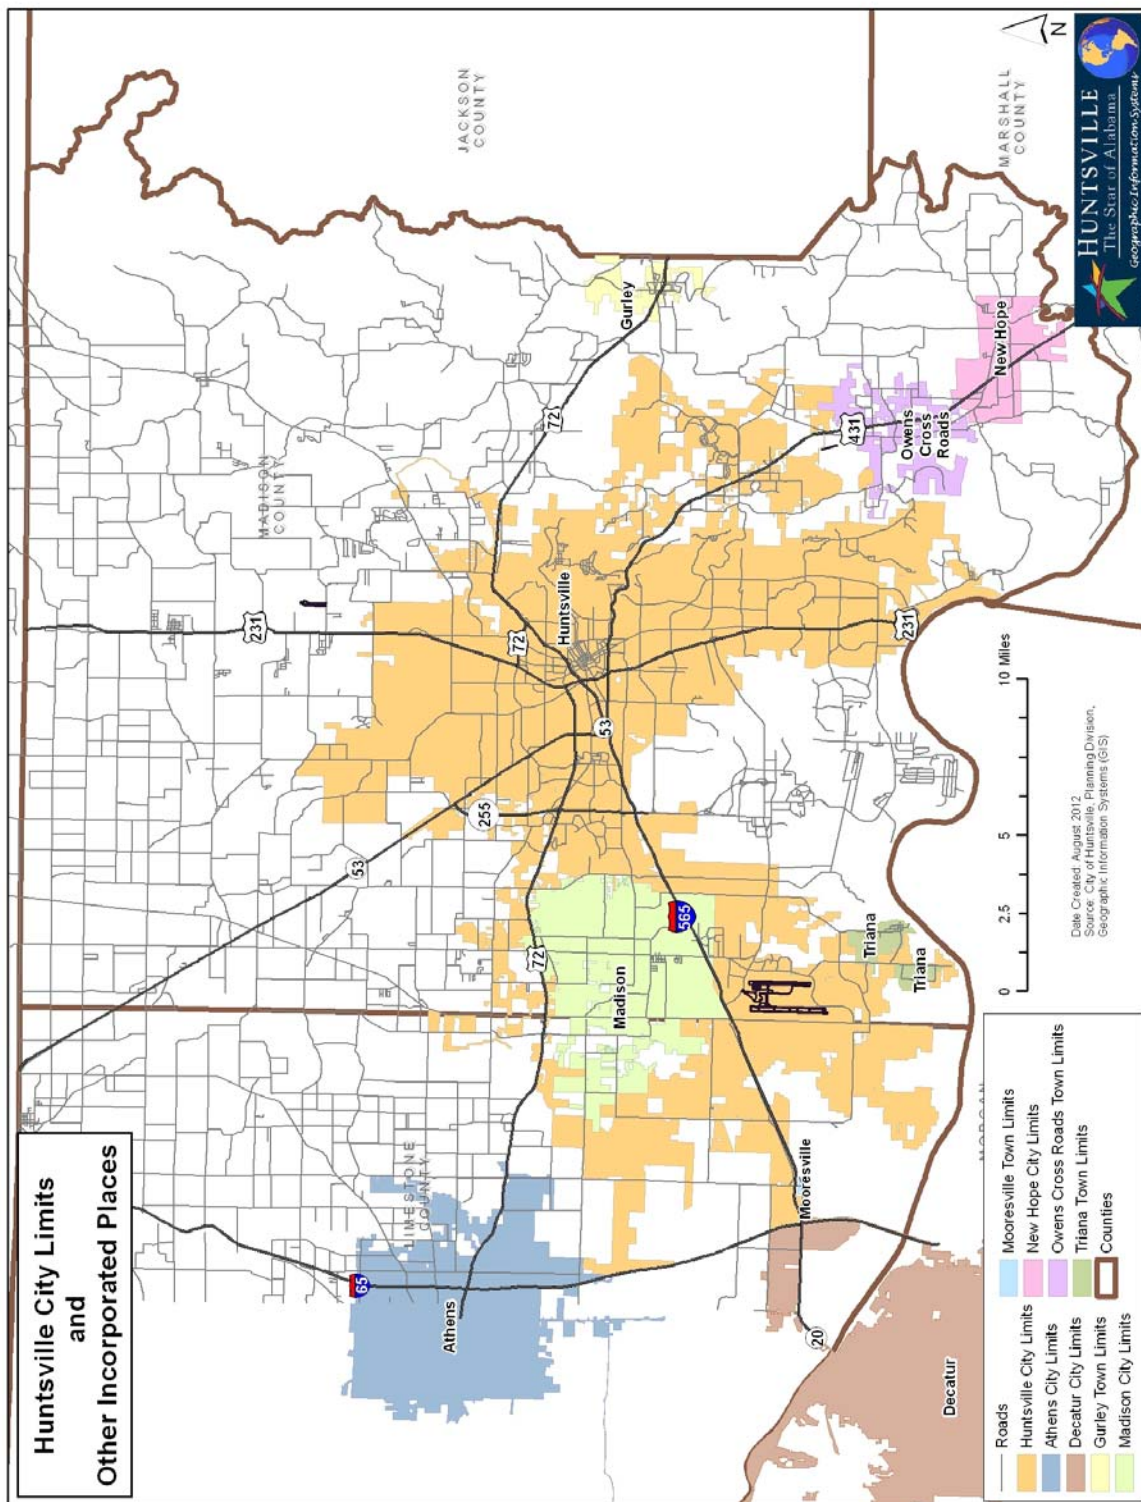 Huntsville City Limits
and
Other Incorporated Places
JACKSON
COUNTY
MADISON
COUNTY
LIMESTONE
COUNTY
MARSHALL
COUNTY
65
53
231
72
255
72
53
72
565
20
431
231
Athens
Huntsville
Gurley
Madison
Mooresville
Triana
Triana
Owens
Cross
Roads
New Hope
Decatur
N
0 2.5 5 10 Miles
Date Created: August 2012
Source: City of Huntsville, Planning Division,
Geographic Information Systems (GIS)
Roads
Huntsville City Limits
Athens City Limits
Decatur City Limits
Gurley Town Limits
Madison City Limits
Mooresville Town Limits
New Hope City Limits
Owens Cross Roads Town Limits
Triana Town Limits
Counties
HUNTSVILLE
The Star of Alabama
Geographic Information Systems